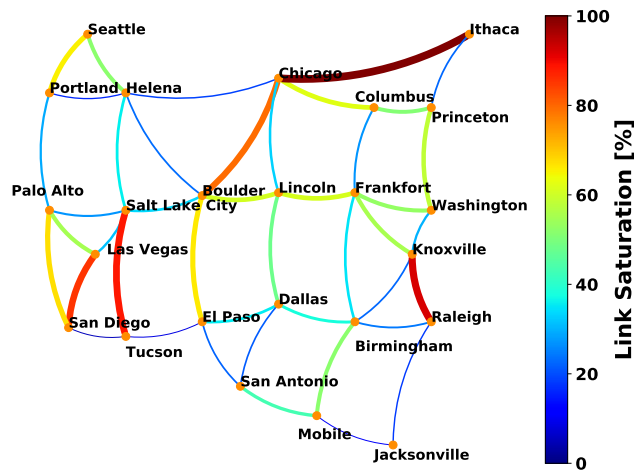 Seattle
Ithaca
100
Chicago
Portland
Helena
Columbus
Princeton
80
Palo Alto
Salt Lake City
Boulder
Lincoln
Frankfort
Washington
60
Las Vegas
Knoxville
40
Dallas
San Diego
El Paso
Raleigh
Tucson
Birmingham
20
San Antonio
Mobile
Jacksonville
0
Link Saturation [%]